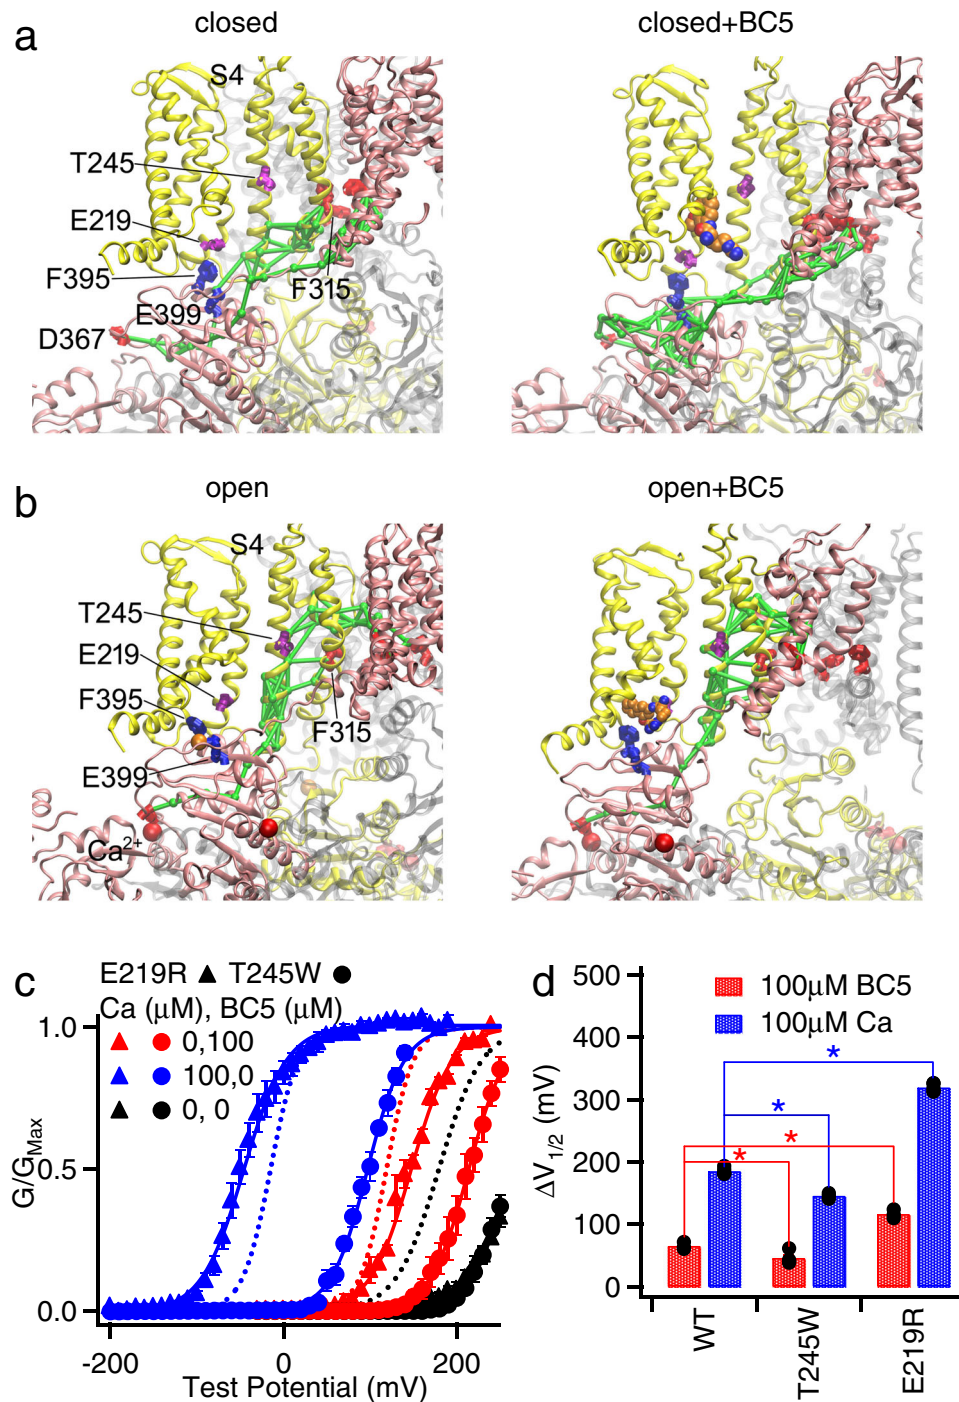 a
closed
closed+BC5
S4
T245
E219
F395
E399
F315
D367
b
open
open+BC5
S4
T245
E219
F395
F315
E399
Ca2+
c
E219R ▲ T245W ●
Ca (μM), BC5 (μM)
0,100
100,0
0, 0
1.0
0.5
0.0
G/GMax
-200
0
200
Test Potential (mV)
d
500
400
300
200
100
0
ΔV1/2 (mV)
100μM BC5
100μM Ca
*
*
*
*
WT
T245W
E219R